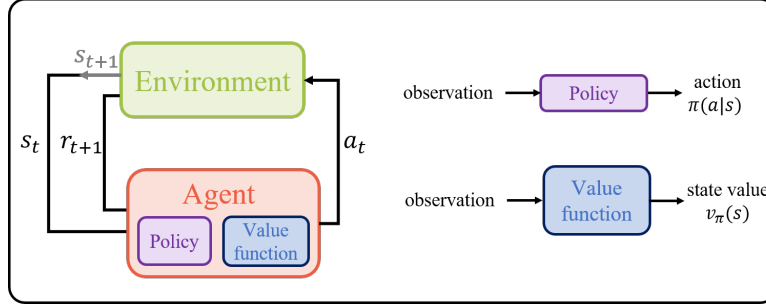 s_{t+1}
Environment
s_t
r_{t+1}
a_t
Agent
Policy
Value
function
observation
Policy
action
π(a|s)
observation
Value
function
state value
v_π(s)